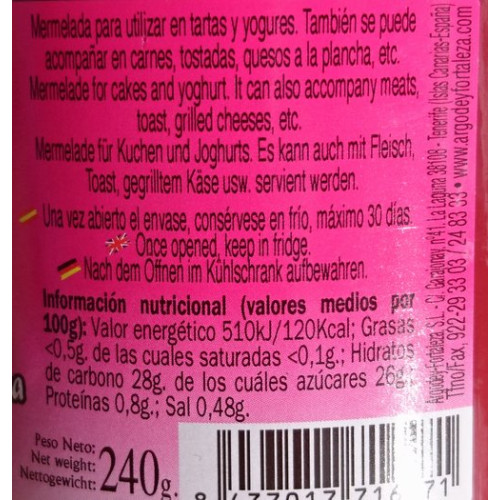 Mermelada para utilizar en tartas y yogures. También se puede
acompañar en carnes, tostadas, quesos a la plancha, etc.
Mermelade for cakes and yoghurt. It can also accompany meats,
toast, grilled cheeses, etc.
Mermelade für Kuchen und Joghurts. Es kann auch mit Fleisch,
Toast, gegrilltem Käse usw. serviert werden.
Una vez abierto el envase, consérvese en frío, máximo 30 días.
Once opened, keep in fridge.
Nach dem Öffnen im Kühlschrank aufbewahren.
Información nutricional (valores medios por
100g): Valor energético 510kJ/120Kcal; Grasas
<0,5g. de las cuales saturadas <0,1g.; Hidratos
de carbono 28g. de los cuáles azúcares 26g.;
Proteínas 0,8g.; Sal 0,48g.
Peso Neto:
Net weight:
Nettogewicht:
240g.
Argodey-Fortaleza S.L. - C/. Garajonay, nº41, La Laguna 38108 - Tenerife (Islas Canarias-España)
Tfno/Fax, 922-29 33 03 / 24 83 33 • www.argodeyfortaleza.com